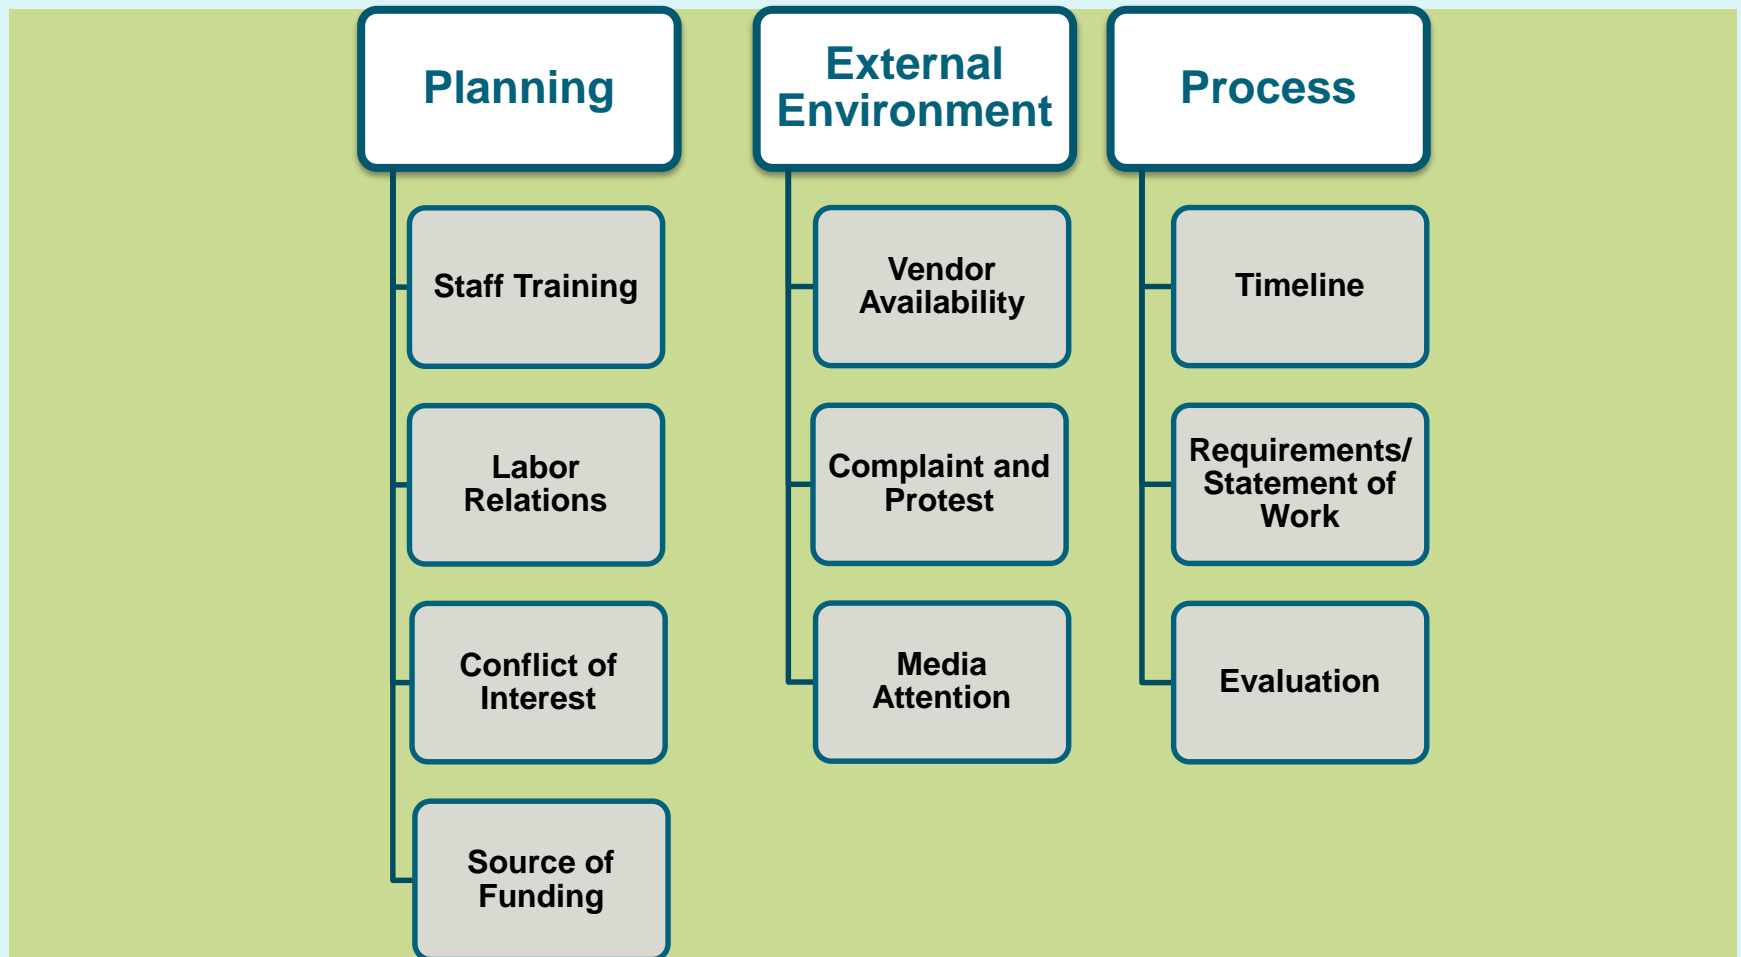 Planning
Staff Training
Labor
Relations
Conflict of
Interest
Source of
Funding
External
Environment
Vendor
Availability
Complaint and
Protest
Media
Attention
Process
Timeline
Requirements/
Statement of
Work
Evaluation